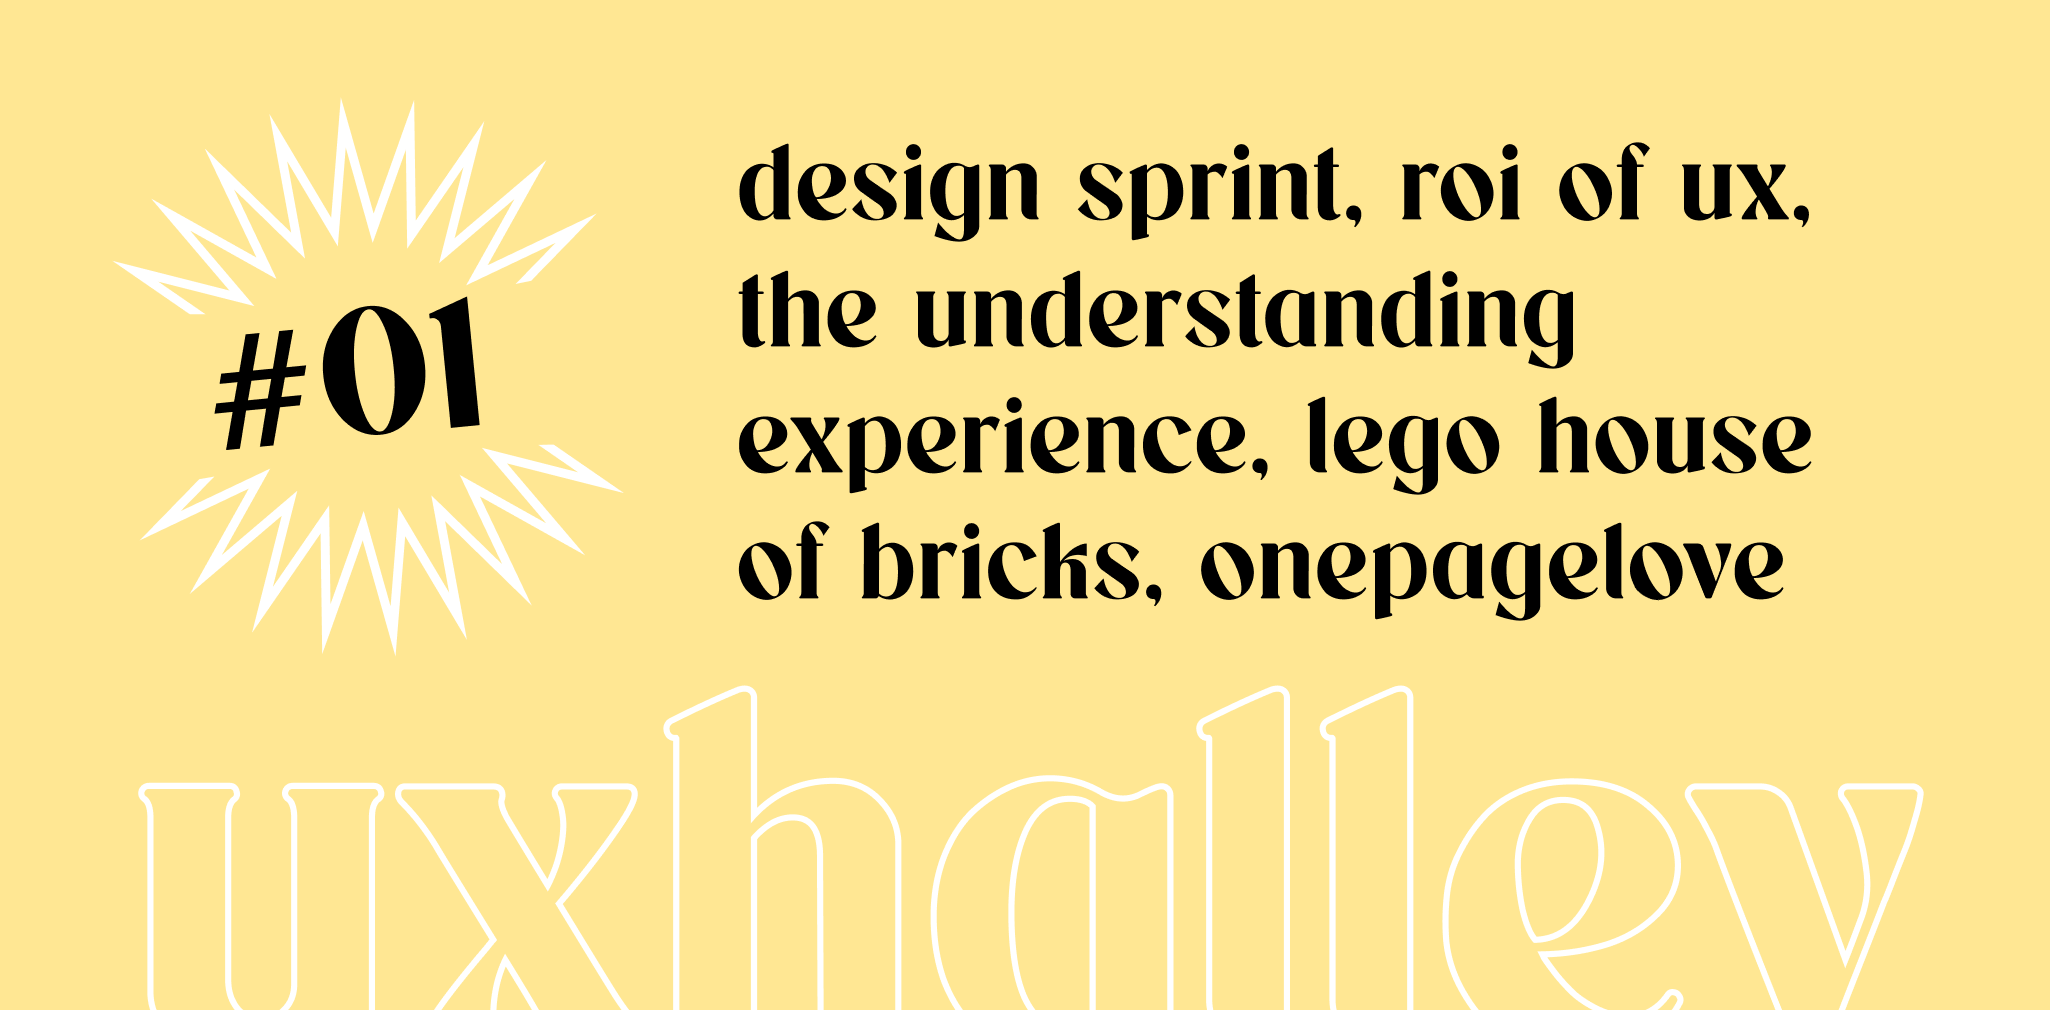 #01
design sprint, roi of ux,
the understanding
experience, lego house
of bricks, onepagelove
uxhalley